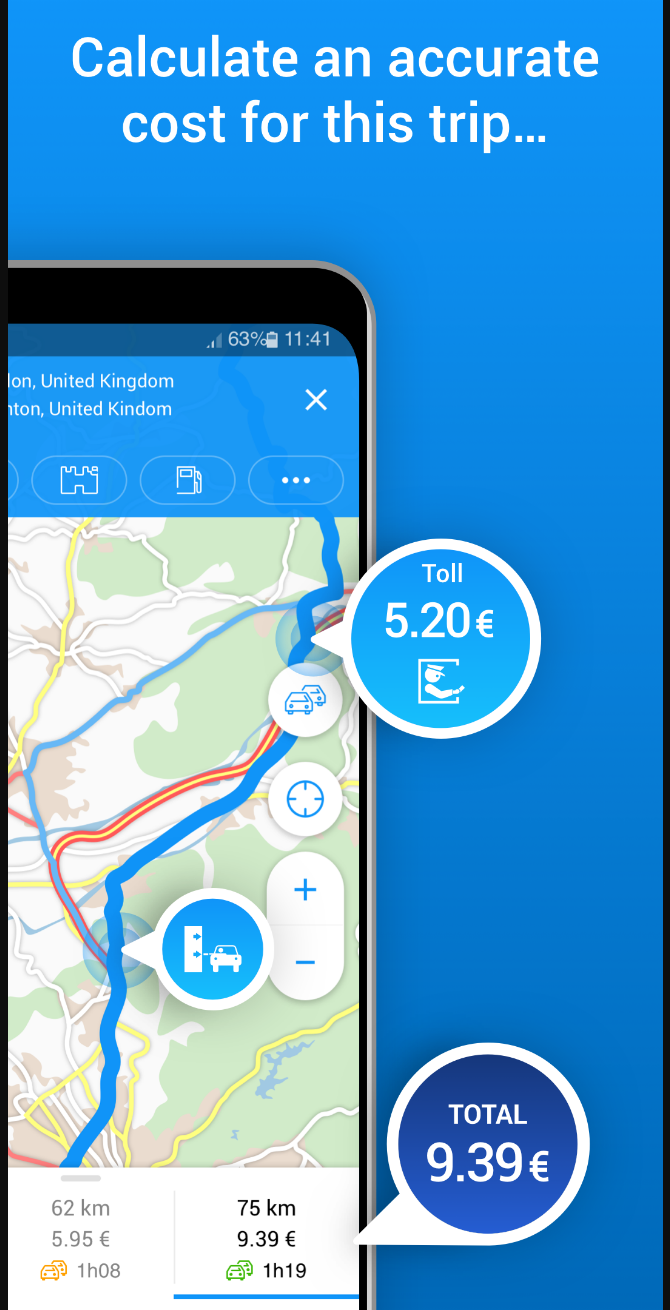 Calculate an accurate
cost for this trip...
63% 11:41
lon, United Kingdom
nton, United Kindom
Toll
5.20 €
TOTAL
9.39 €
62 km
5.95 €
1h08
75 km
9.39 €
1h19